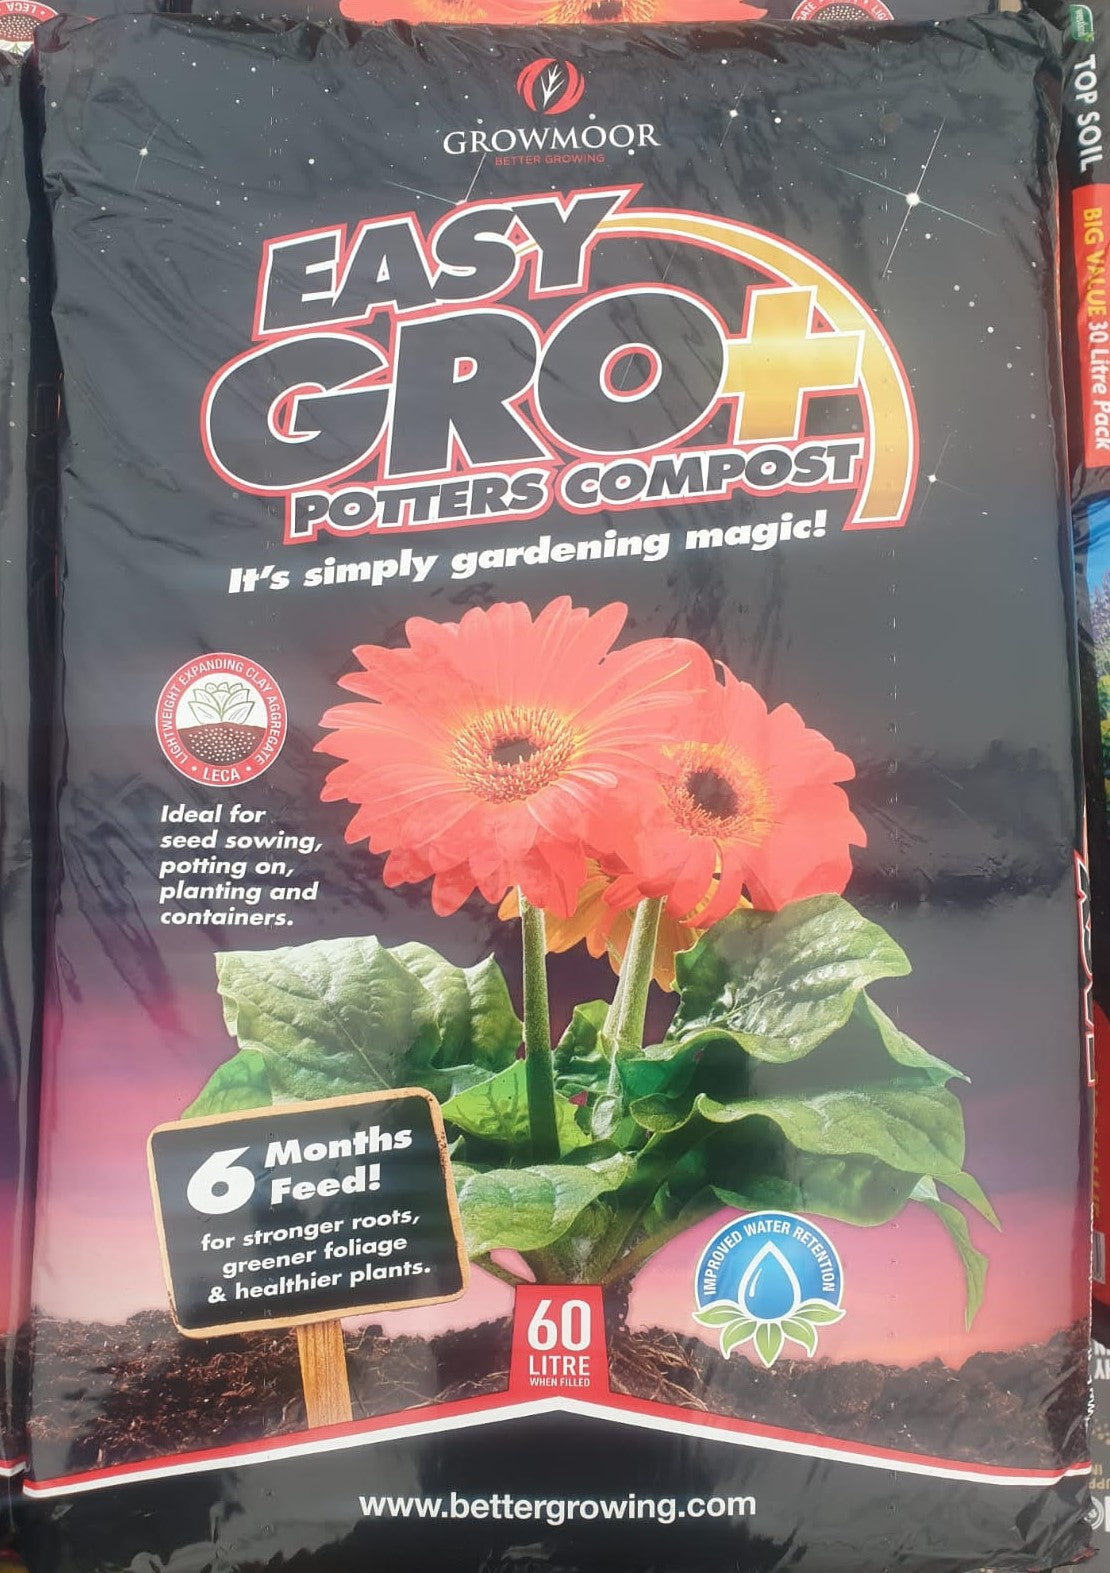 GROWMOOR
BETTER GROWING
EASY
GRO+
POTTERS COMPOST
It's simply gardening magic!
LIGHTWEIGHT EXPANDING CLAY AGGREGATE
• LECA •
Ideal for
seed sowing,
potting on,
planting and
containers.
6 Months
Feed!
for stronger roots,
greener foliage
& healthier plants.
IMPROVED WATER RETENTION
60
LITRE
WHEN FILLED
www.bettergrowing.com
TOP SOIL
BIG VALUE 30 Litre Pack
LECA